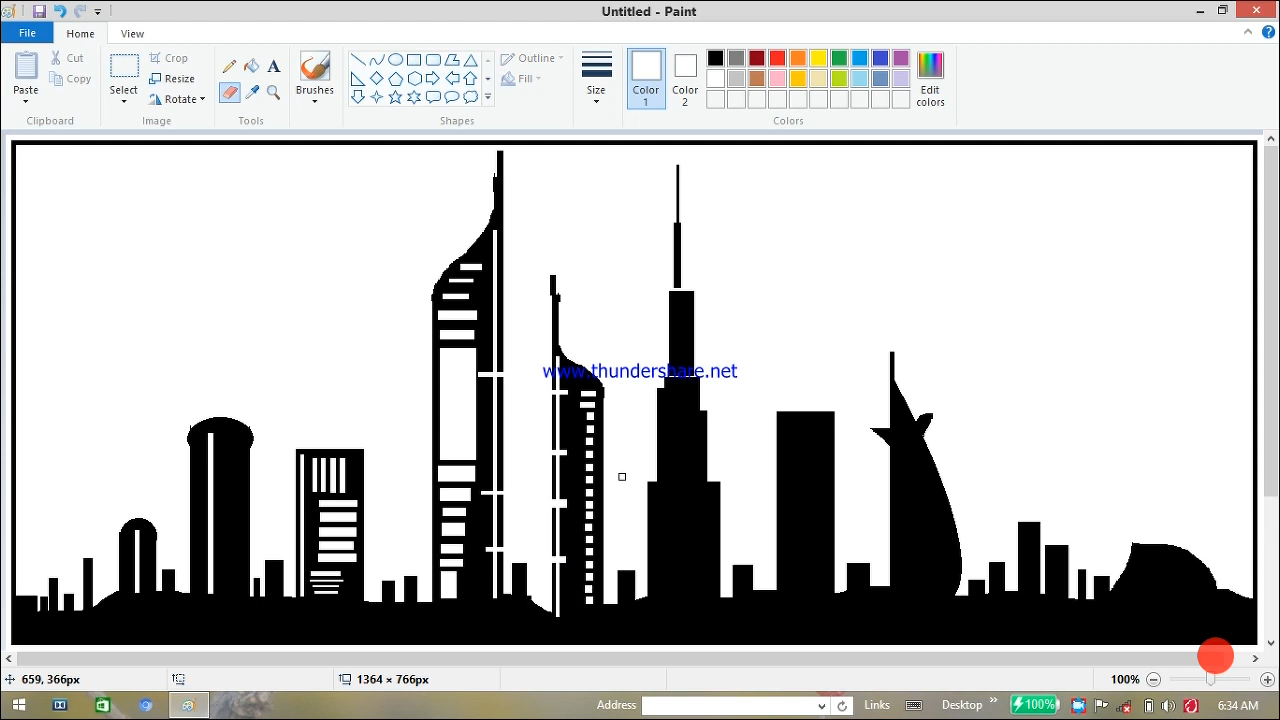 Untitled - Paint
File
Home
View
Paste
Cut
Copy
Clipboard
Select
Crop
Resize
Rotate
Image
A
Tools
Brushes
Outline
Fill
Shapes
Size
Color 1
Color 2
Edit colors
Colors
www.thundershare.net
659, 366px
1364 × 766px
100%
Address
Links
Desktop
100%
6:34 AM